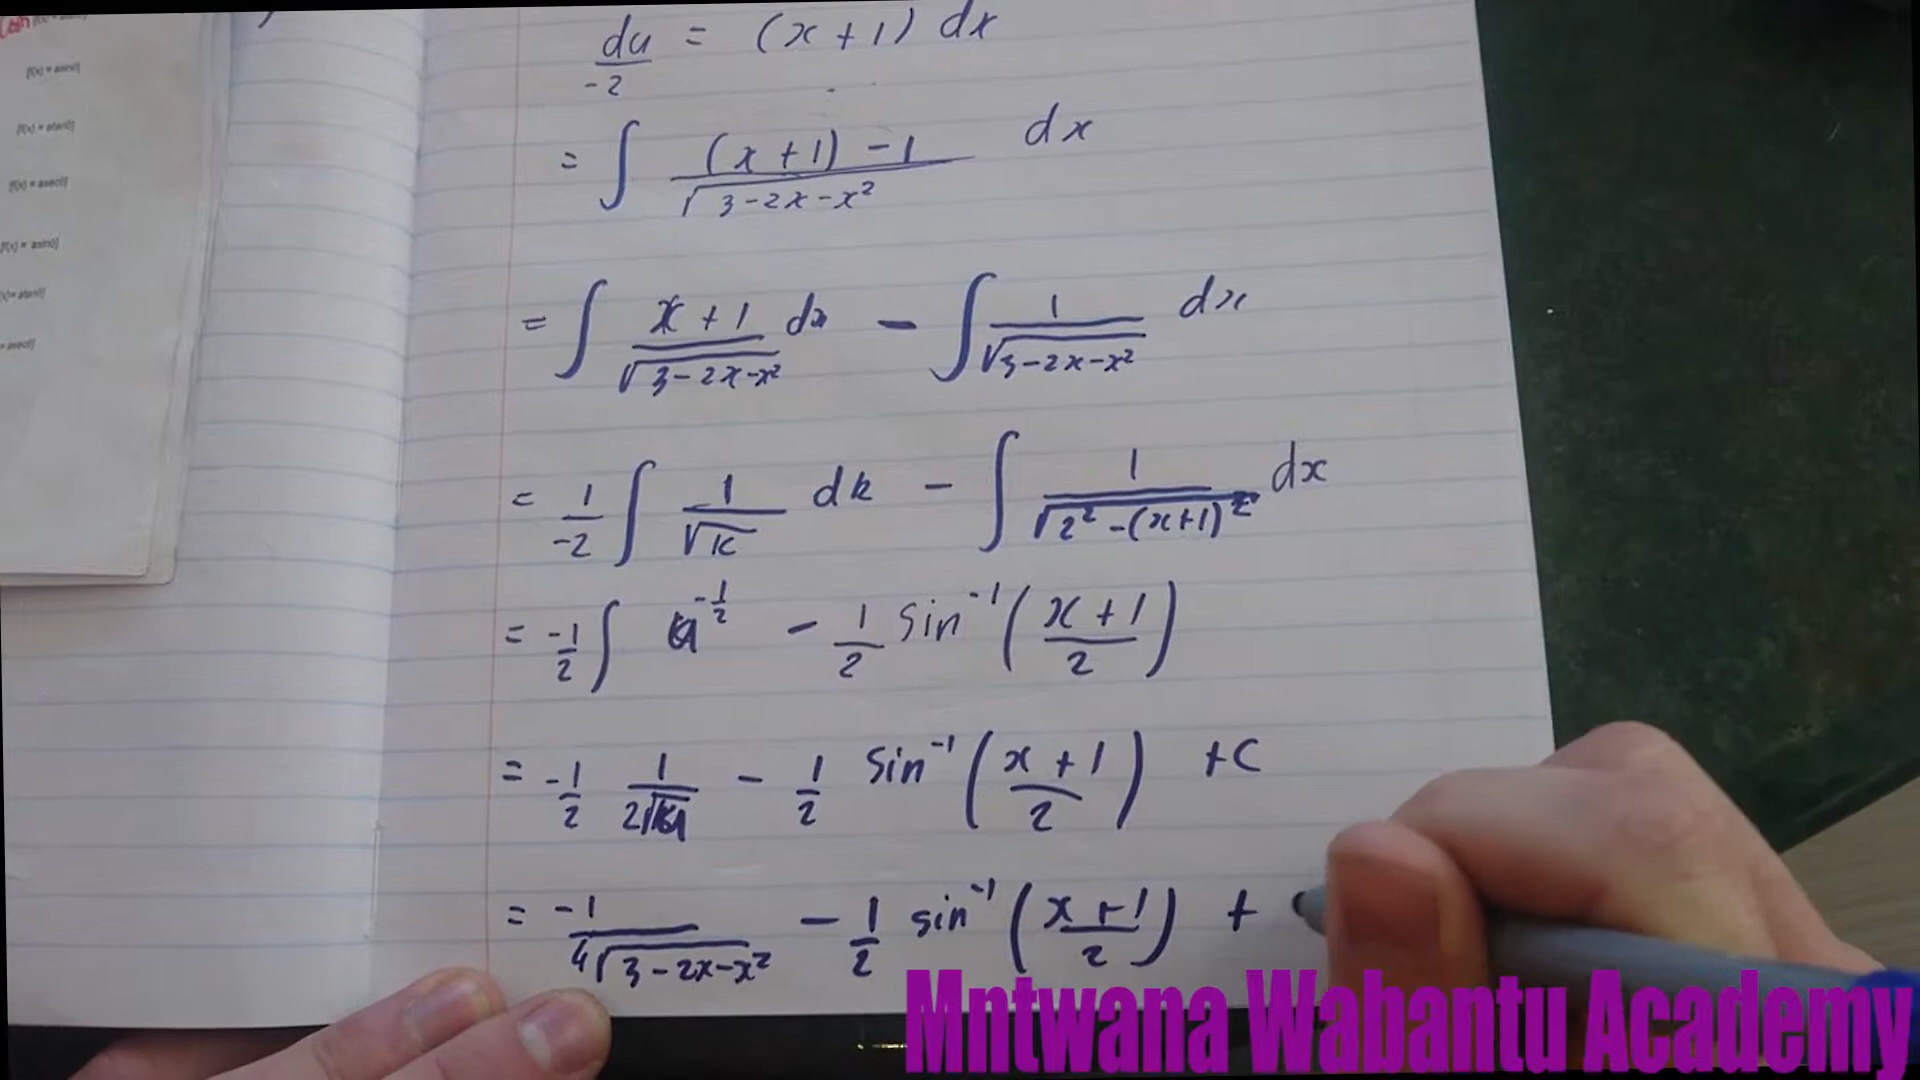 du/-2 = (x + 1) dx
= ∫ (x + 1) - 1 / √3 - 2x - x² dx
= ∫ x + 1 / √3 - 2x - x² dx - ∫ 1 / √3 - 2x - x² dx
= 1/-2 ∫ 1/√k dk - ∫ 1 / √2² - (x+1)² dx
= -1/2 ∫ u^-1/2 - 1/2 sin⁻¹ (x + 1 / 2)
= -1/2 1/2√u - 1/2 sin⁻¹ (x + 1 / 2) + C
= -1 / 4√3 - 2x - x² - 1/2 sin⁻¹ (x + 1 / 2) +
Mntwana Wabantu Academy